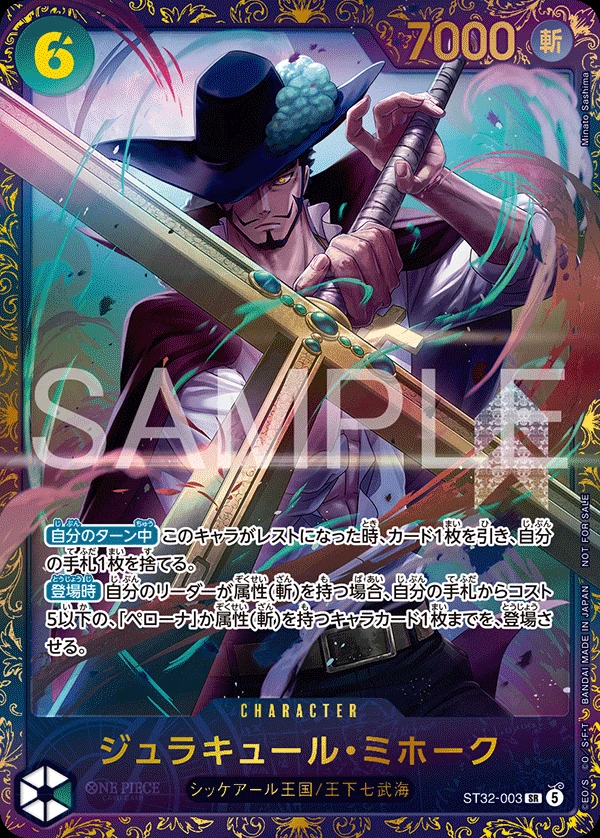 6
7000 斬
Minato Sashima
SAMPLE
自分のターン中 このキャラがレストになった時、カード1枚を引き、自分
の手札1枚を捨てる。
登場時 自分のリーダーが属性(斬)を持つ場合、自分の手札からコスト
5以下の、「ペローナ」か属性(斬)を持つキャラカード1枚までを、登場さ
せる。
NOT FOR SALE
©E.O/S. ©O. S・F・T BANDAI MADE IN JAPAN
CHARACTER
ジュラキュール・ミホーク
シッケアール王国/王下七武海
ONE PIECE
CARD GAME
ST32-003 SR 5